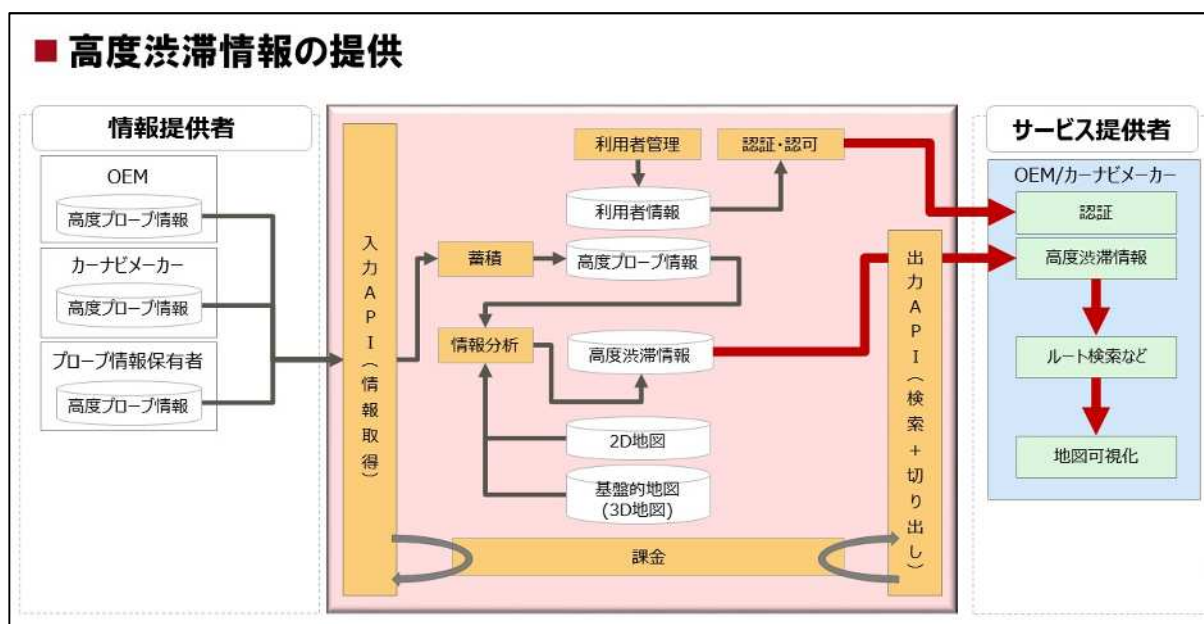 ■ 高度渋滞情報の提供
情報提供者
OEM
高度プローブ情報
カーナビメーカー
高度プローブ情報
プローブ情報保有者
高度プローブ情報
入力API(情報取得)
利用者管理
認証・認可
利用者情報
蓄積
高度プローブ情報
情報分析
高度渋滞情報
2D地図
基盤的地図
(3D地図)
課金
出力API(検索+切り出し)
サービス提供者
OEM/カーナビメーカー
認証
高度渋滞情報
ルート検索など
地図可視化